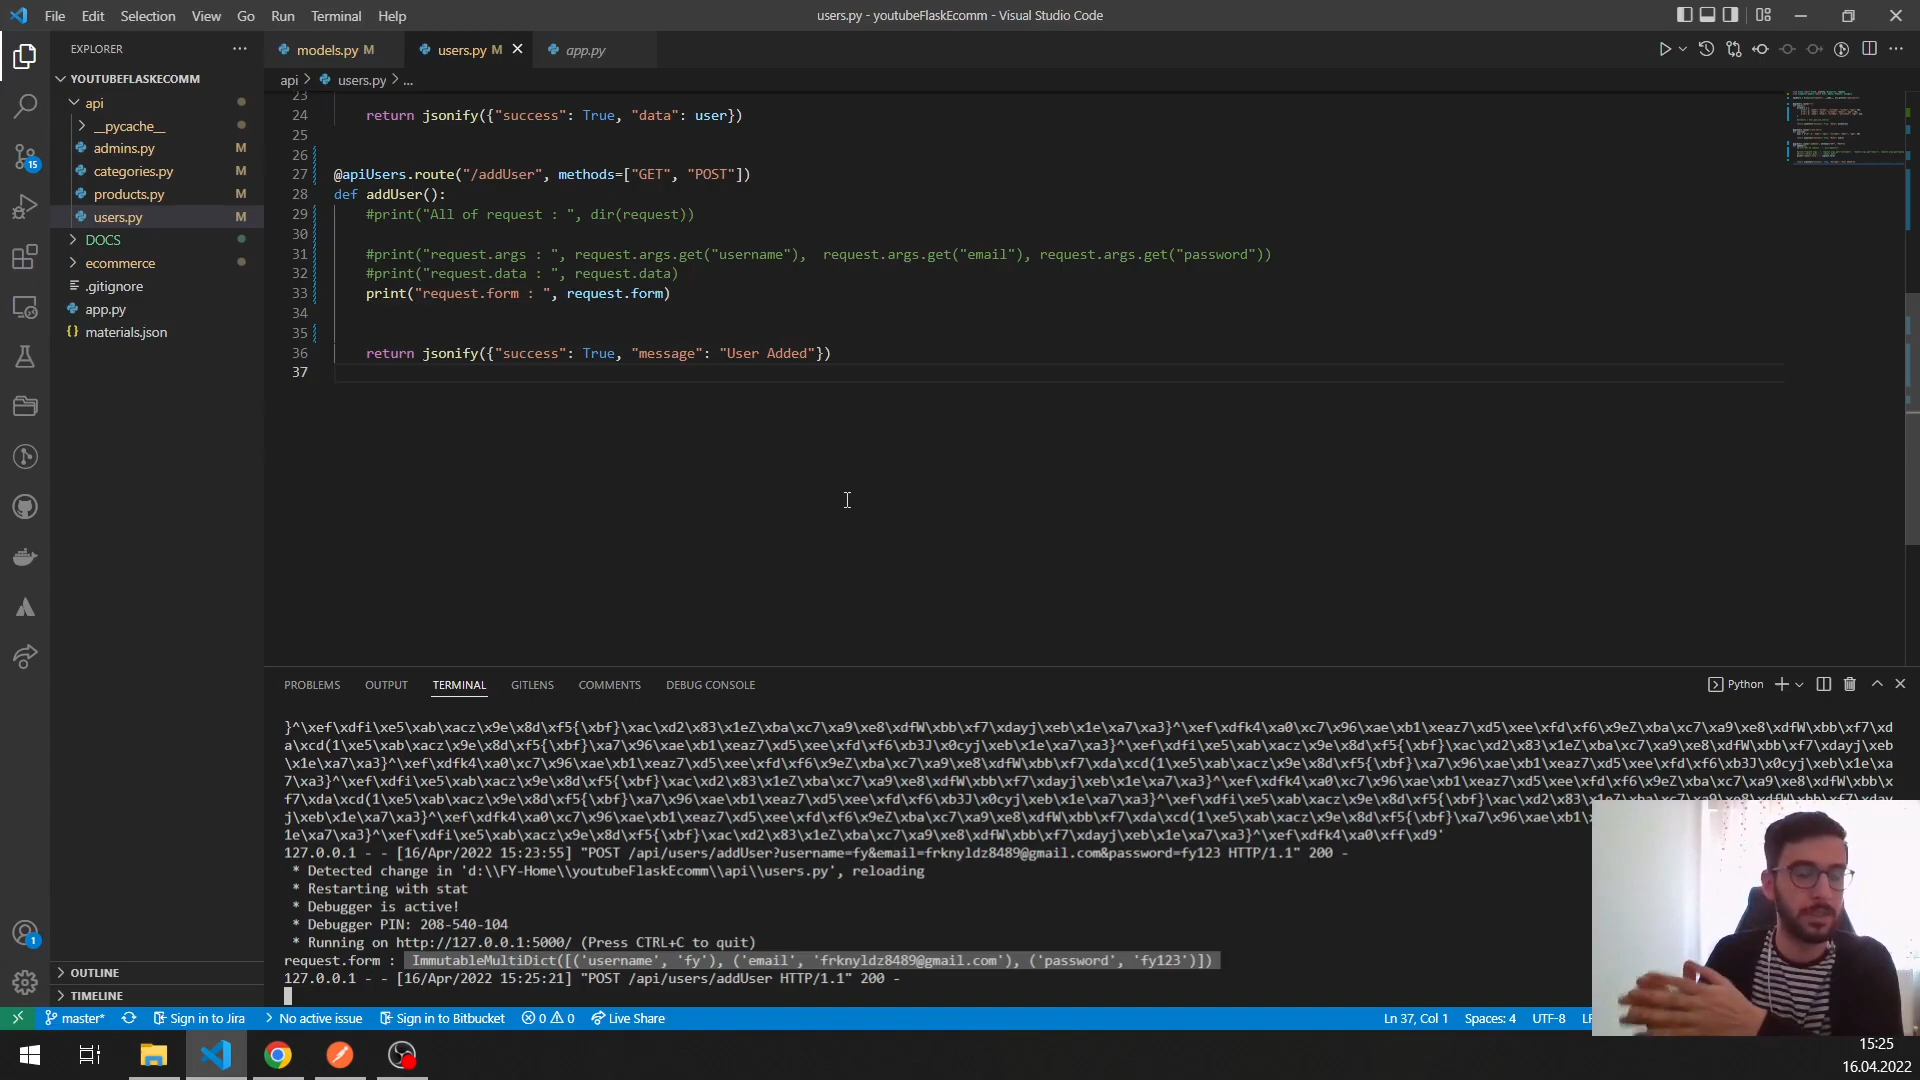 File Edit Selection View Go Run Terminal Help
users.py - youtubeFlaskEcomm - Visual Studio Code
EXPLORER
YOUTUBEFLASKECOMM
api
__pycache__
admins.py M
categories.py M
products.py M
users.py M
DOCS
ecommerce
.gitignore
app.py
materials.json
OUTLINE
TIMELINE
15
1
models.py M users.py M app.py
api > users.py > ...
23
24 return jsonify({"success": True, "data": user})
25
26
27 @apiUsers.route("/addUser", methods=["GET", "POST"])
28 def addUser():
29 #print("All of request : ", dir(request))
30
31 #print("request.args : ", request.args.get("username"),  request.args.get("email"), request.args.get("password"))
32 #print("request.data : ", request.data)
33 print("request.form : ", request.form)
34
35
36 return jsonify({"success": True, "message": "User Added"})
37
PROBLEMS OUTPUT TERMINAL GITLENS COMMENTS DEBUG CONSOLE
Python
127.0.0.1 - - [16/Apr/2022 15:23:55] "POST /api/users/addUser?username=fy&email=frknyldz8489@gmail.com&password=fy123 HTTP/1.1" 200 -
* Detected change in 'd:\\FY-Home\\youtubeFlaskEcomm\\api\\users.py', reloading
* Restarting with stat
* Debugger is active!
* Debugger PIN: 208-540-104
* Running on http://127.0.0.1:5000/ (Press CTRL+C to quit)
request.form :  ImmutableMultiDict([('username', 'fy'), ('email', 'frknyldz8489@gmail.com'), ('password', 'fy123')])
127.0.0.1 - - [16/Apr/2022 15:25:21] "POST /api/users/addUser HTTP/1.1" 200 -
master* Sign in to Jira No active issue Sign in to Bitbucket 0 0 Live Share
Ln 37, Col 1 Spaces: 4 UTF-8
15:25
16.04.2022